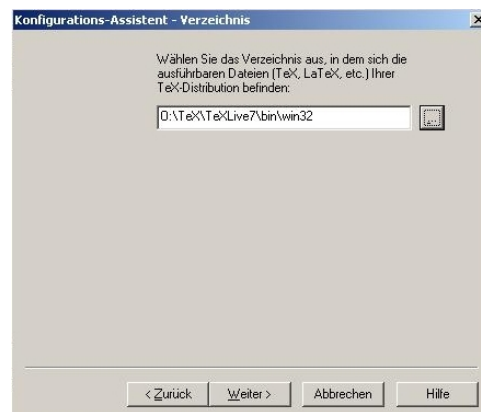 Konfigurations-Assistent - Verzeichnis
Wählen Sie das Verzeichnis aus, in dem sich die
ausführbaren Dateien (TeX, LaTeX, etc.) Ihrer
TeX-Distribution befinden:
O:\TeX\TeXLive7\bin\win32
...
< Zurück
Weiter >
Abbrechen
Hilfe